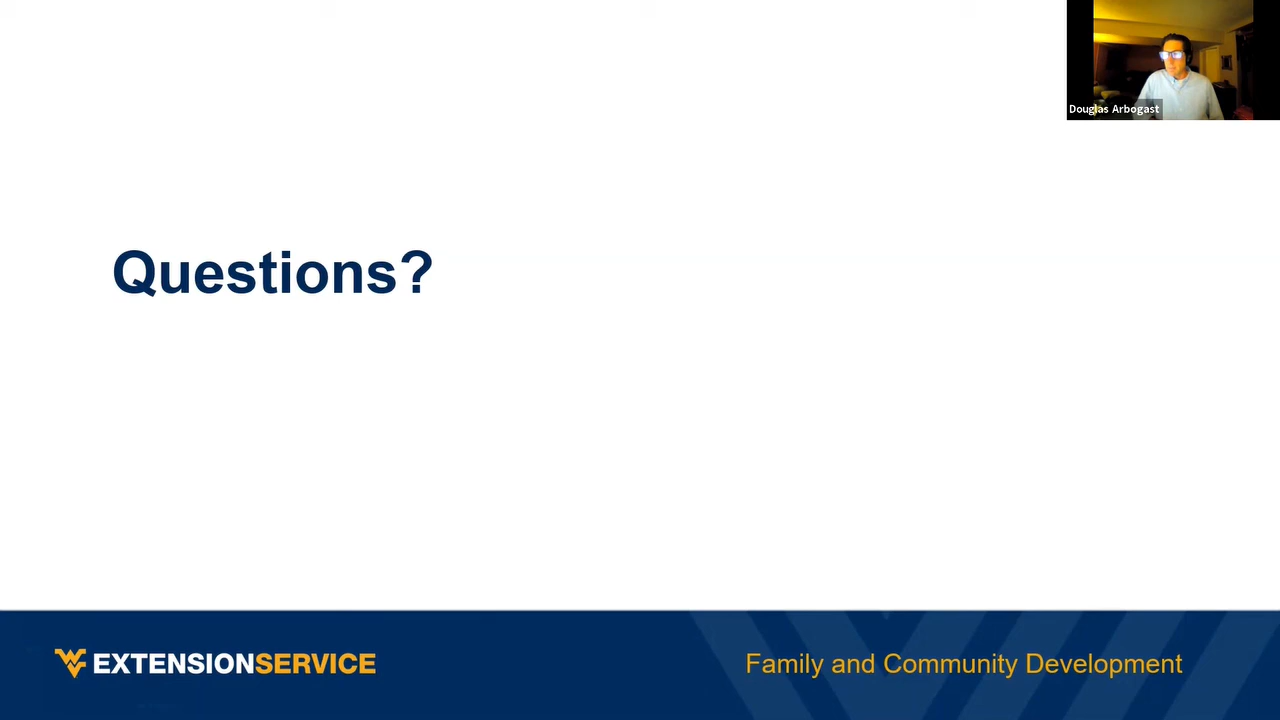 Douglas Arbogast
Questions?
EXTENSIONSERVICE
Family and Community Development